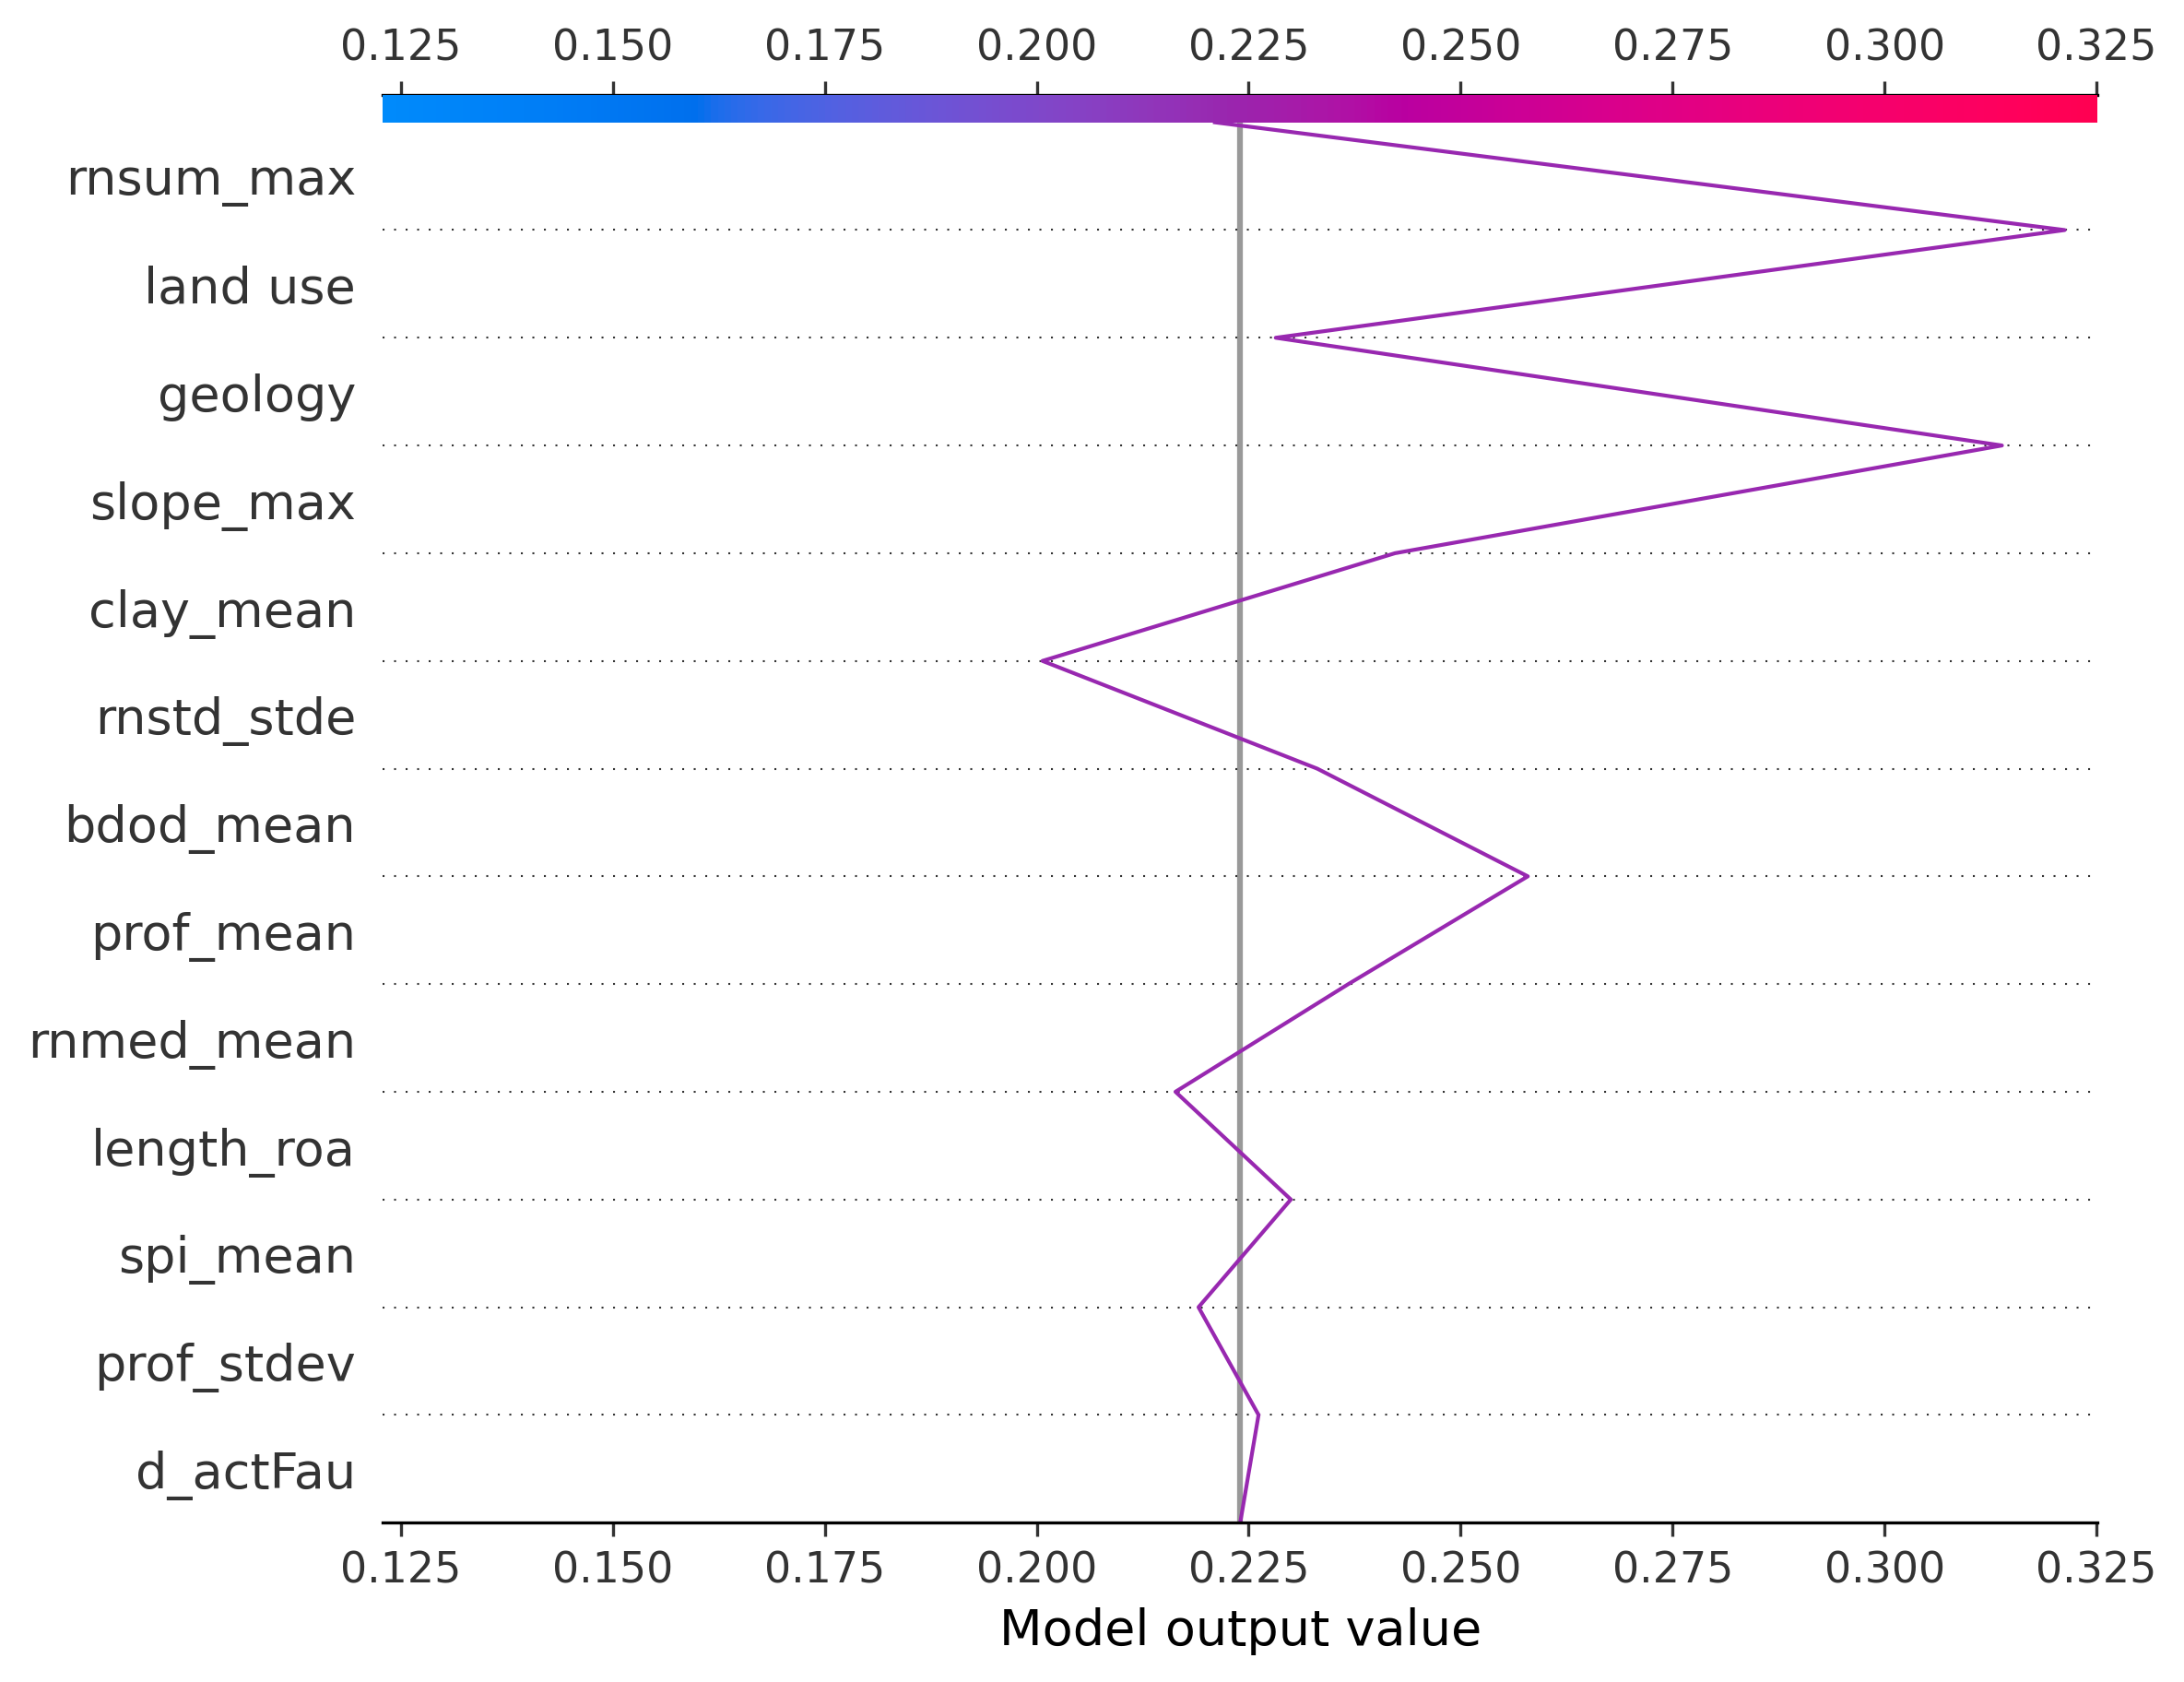 0.125 0.150 0.175 0.200 0.225 0.250 0.275 0.300 0.325
rnsum_max
land use
geology
slope_max
clay_mean
rnstd_stde
bdod_mean
prof_mean
rnmed_mean
length_roa
spi_mean
prof_stdev
d_actFau
0.125 0.150 0.175 0.200 0.225 0.250 0.275 0.300 0.325
Model output value